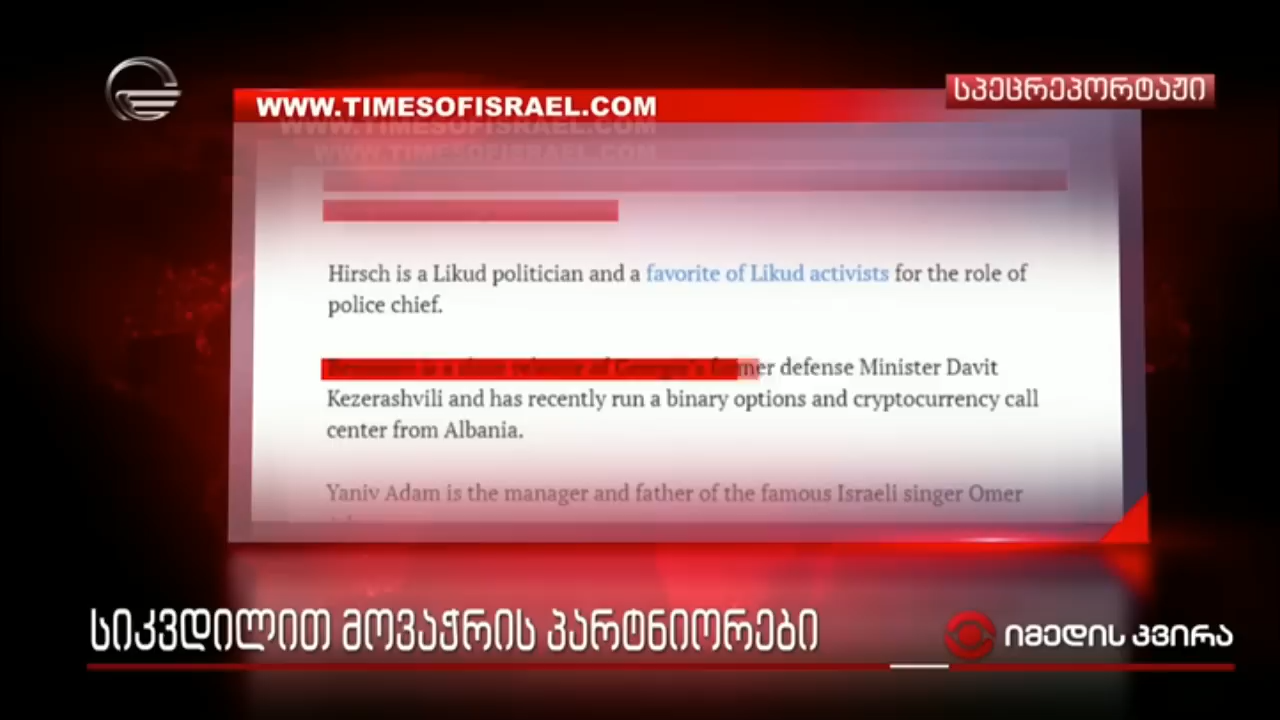 WWW.TIMESOFISRAEL.COM
სპეცრეპორტაჟი
Hirsch is a Likud politician and a favorite of Likud activists for the role of
police chief.
defense Minister Davit
Kezerashvili and has recently run a binary options and cryptocurrency call
center from Albania.
Yaniv Adam is the manager and father of the famous Israeli singer Omer
სიკვდილით მოვაჭრის პარტნიორები
იმედის კვირა